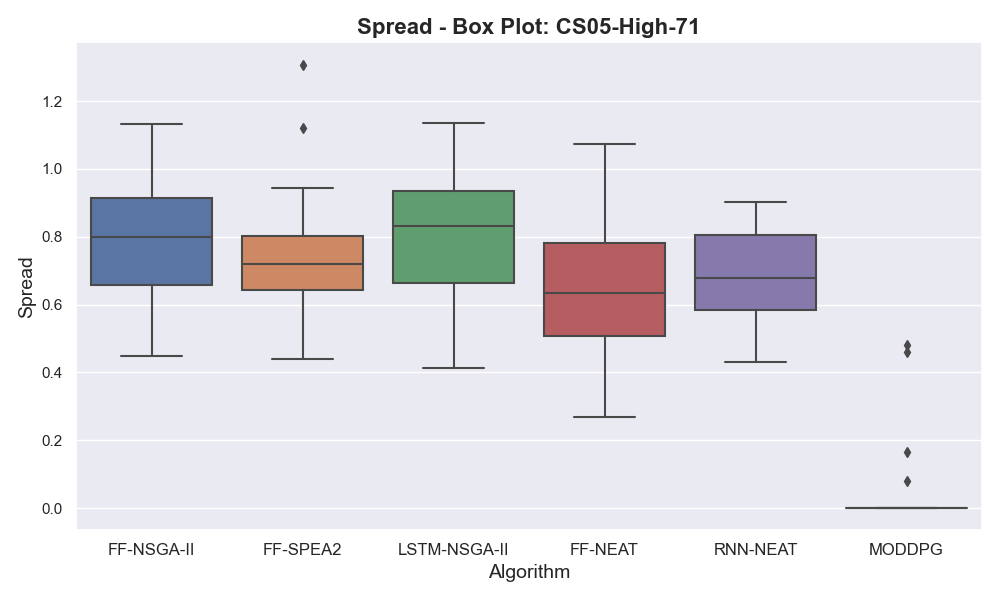 Spread - Box Plot: CS05-High-71
Spread
1.2
1.0
0.8
0.6
0.4
0.2
0.0
FF-NSGA-II FF-SPEA2 LSTM-NSGA-II FF-NEAT RNN-NEAT MODDPG
Algorithm